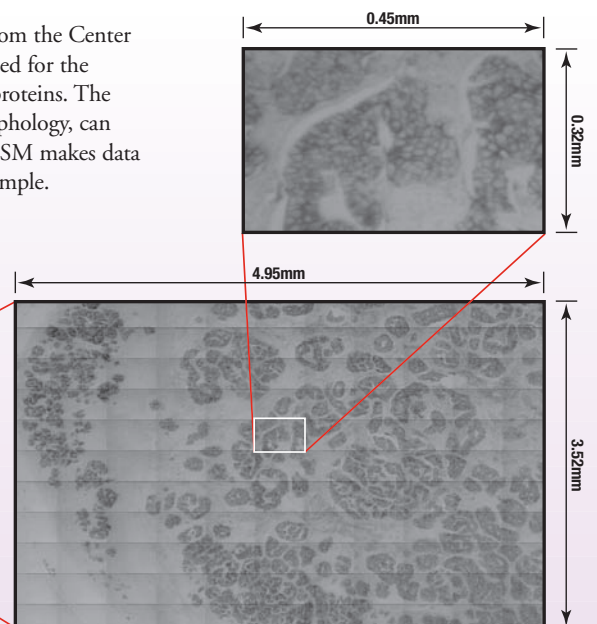 om the Center
ed for the
proteins. The
phology, can
SM makes data
mple.
0.45mm
0.32mm
4.95mm
3.52mm